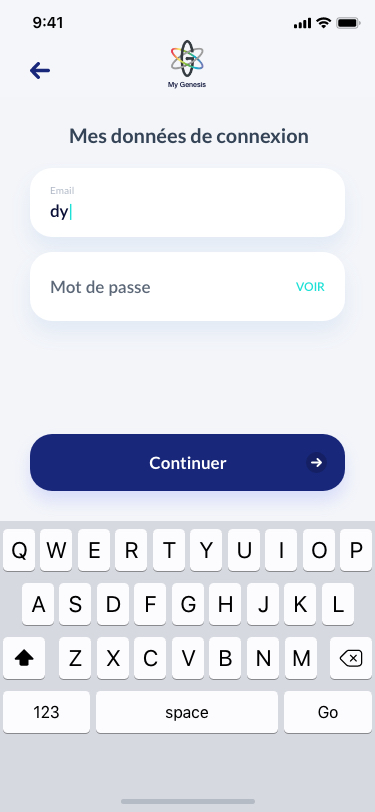 9:41
My Genesis
Mes données de connexion
Email
dy
Mot de passe VOIR
Continuer
Q W E R T Y U I O P
A S D F G H J K L
Z X C V B N M
123 space Go